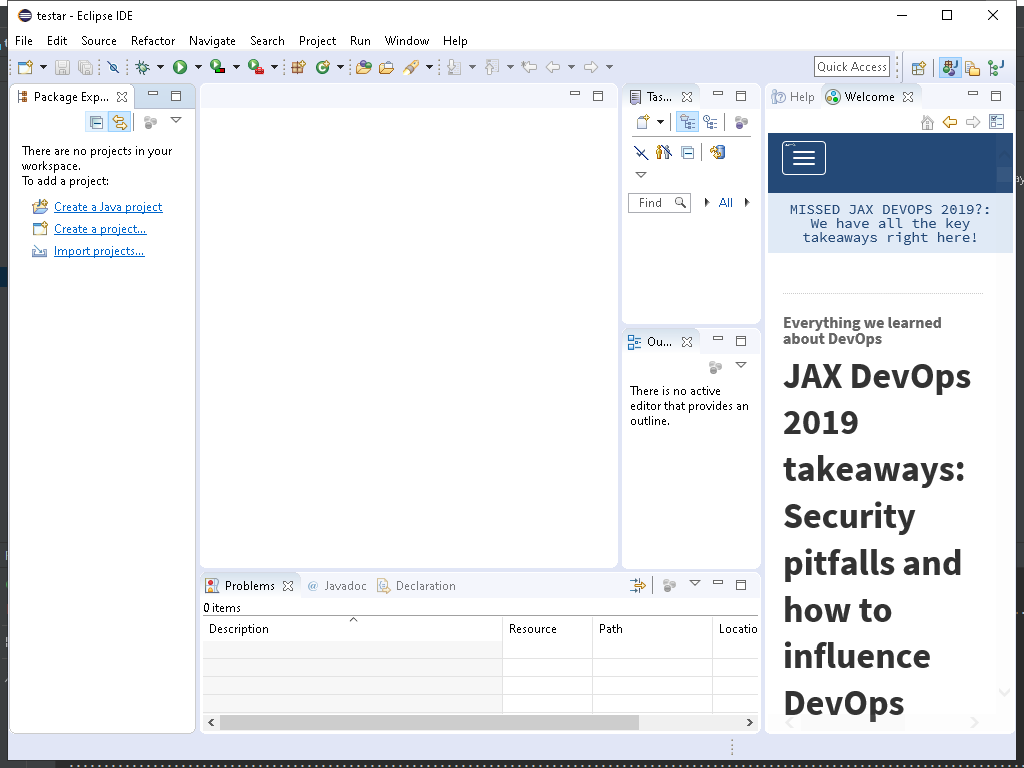 testar - Eclipse IDE
File Edit Source Refactor Navigate Search Project Run Window Help
Quick Access
Package Exp...
There are no projects in your
workspace.
To add a project:
Create a Java project
Create a project...
Import projects...
Tas...
Find
All
Ou...
There is no active
editor that provides an
outline.
Problems
@ Javadoc
Declaration
0 items
Description Resource Path Locatio
Help
Welcome
MISSED JAX DEVOPS 2019?:
We have all the key
takeaways right here!
Everything we learned
about DevOps
JAX DevOps
2019
takeaways:
Security
pitfalls and
how to
influence
DevOps